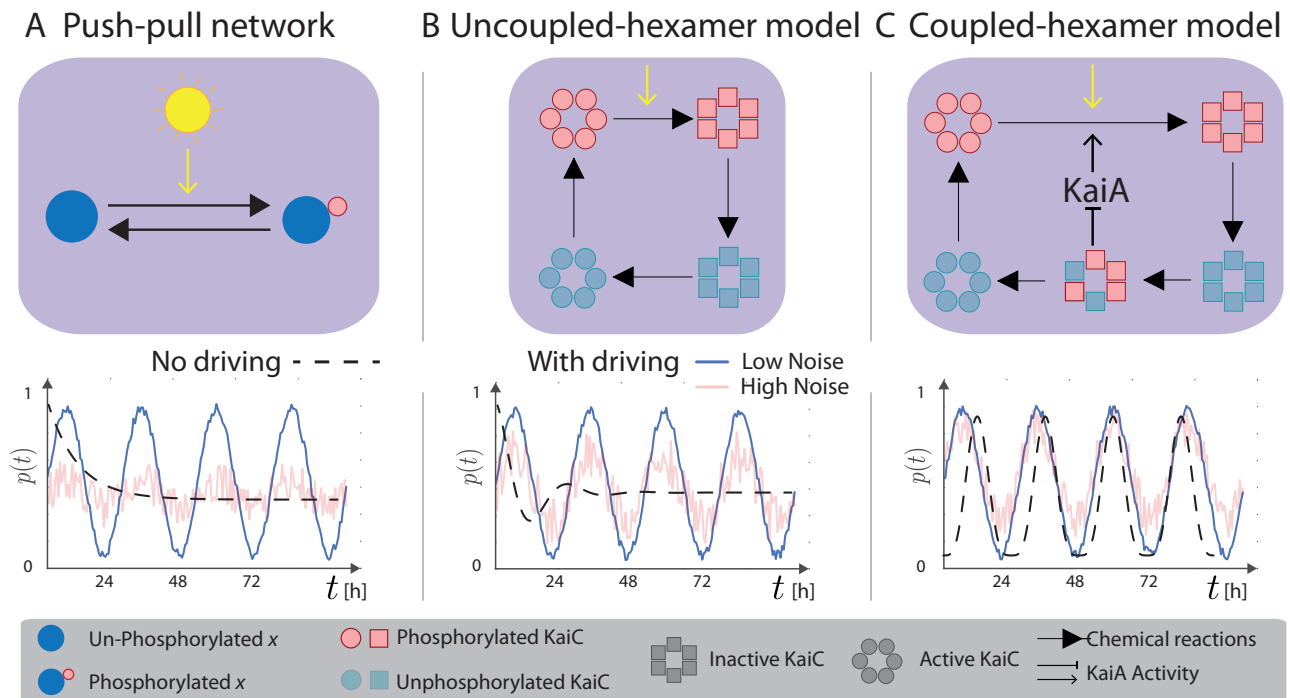 A Push-pull network
B Uncoupled-hexamer model
C Coupled-hexamer model
KaiA
No driving
With driving
Low Noise
High Noise
1
p(t)
0
24 48 72 t [h]
1
p(t)
0
24 48 72 t [h]
1
p(t)
0
24 48 72 t [h]
Un-Phosphorylated x
Phosphorylated x
Phosphorylated KaiC
Unphosphorylated KaiC
Inactive KaiC
Active KaiC
Chemical reactions
KaiA Activity